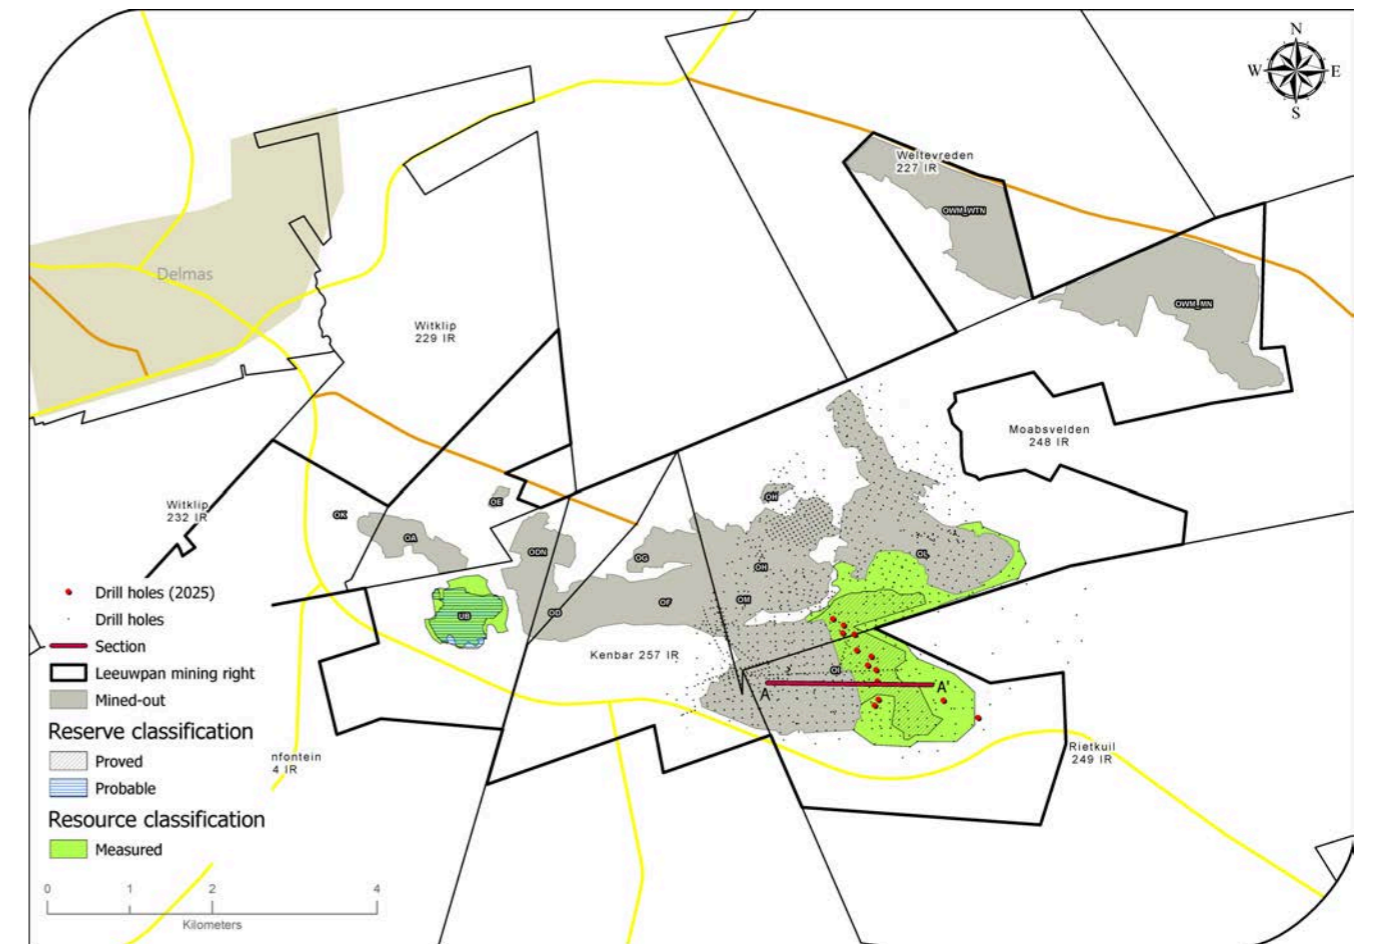 N
W E
S
Weltevreden
227 IR
OWM_WTN
Delmas
OWM_MN
Witklip
229 IR
Moabsvelden
248 IR
Witklip
232 IR
OK
OE
OH
OA
ODN
OG
OH
OL
OF
OM
OD
UB
Kenbar 257 IR
OI
A A'
Rietkuil
249 IR
nfontein
4 IR
Drill holes (2025)
Drill holes
Section
Leeuwpan mining right
Mined-out
Reserve classification
Proved
Probable
Resource classification
Measured
0 1 2 4
Kilometers